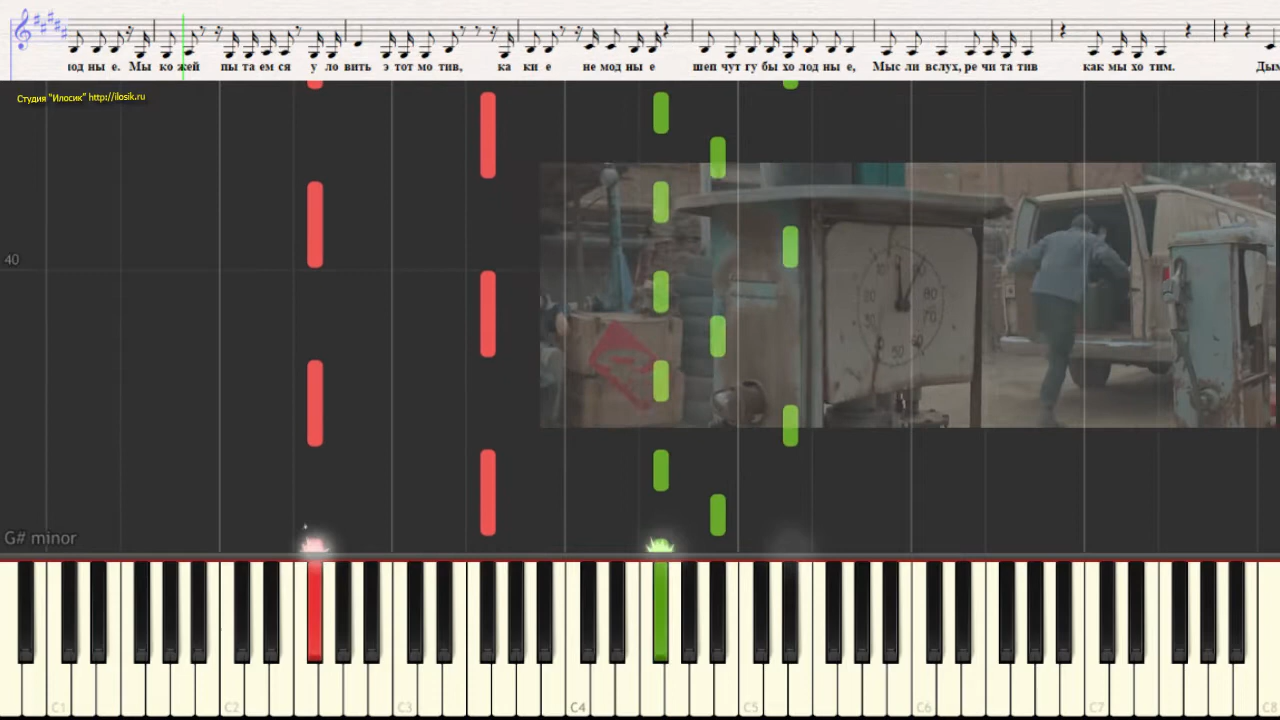 юд ны е. Мы ко жей пы та ем ся у ло вить э тот мо тив, ка ки е не мод ны е шеп чут гу бы хо лод ны е, Мыс ли вслух, ре чи та тив как мы хо тим. Дым
Студия "Илосик" http://ilosik.ru
40
G# minor
C1 C2 C3 C4 C5 C6 C7 C8